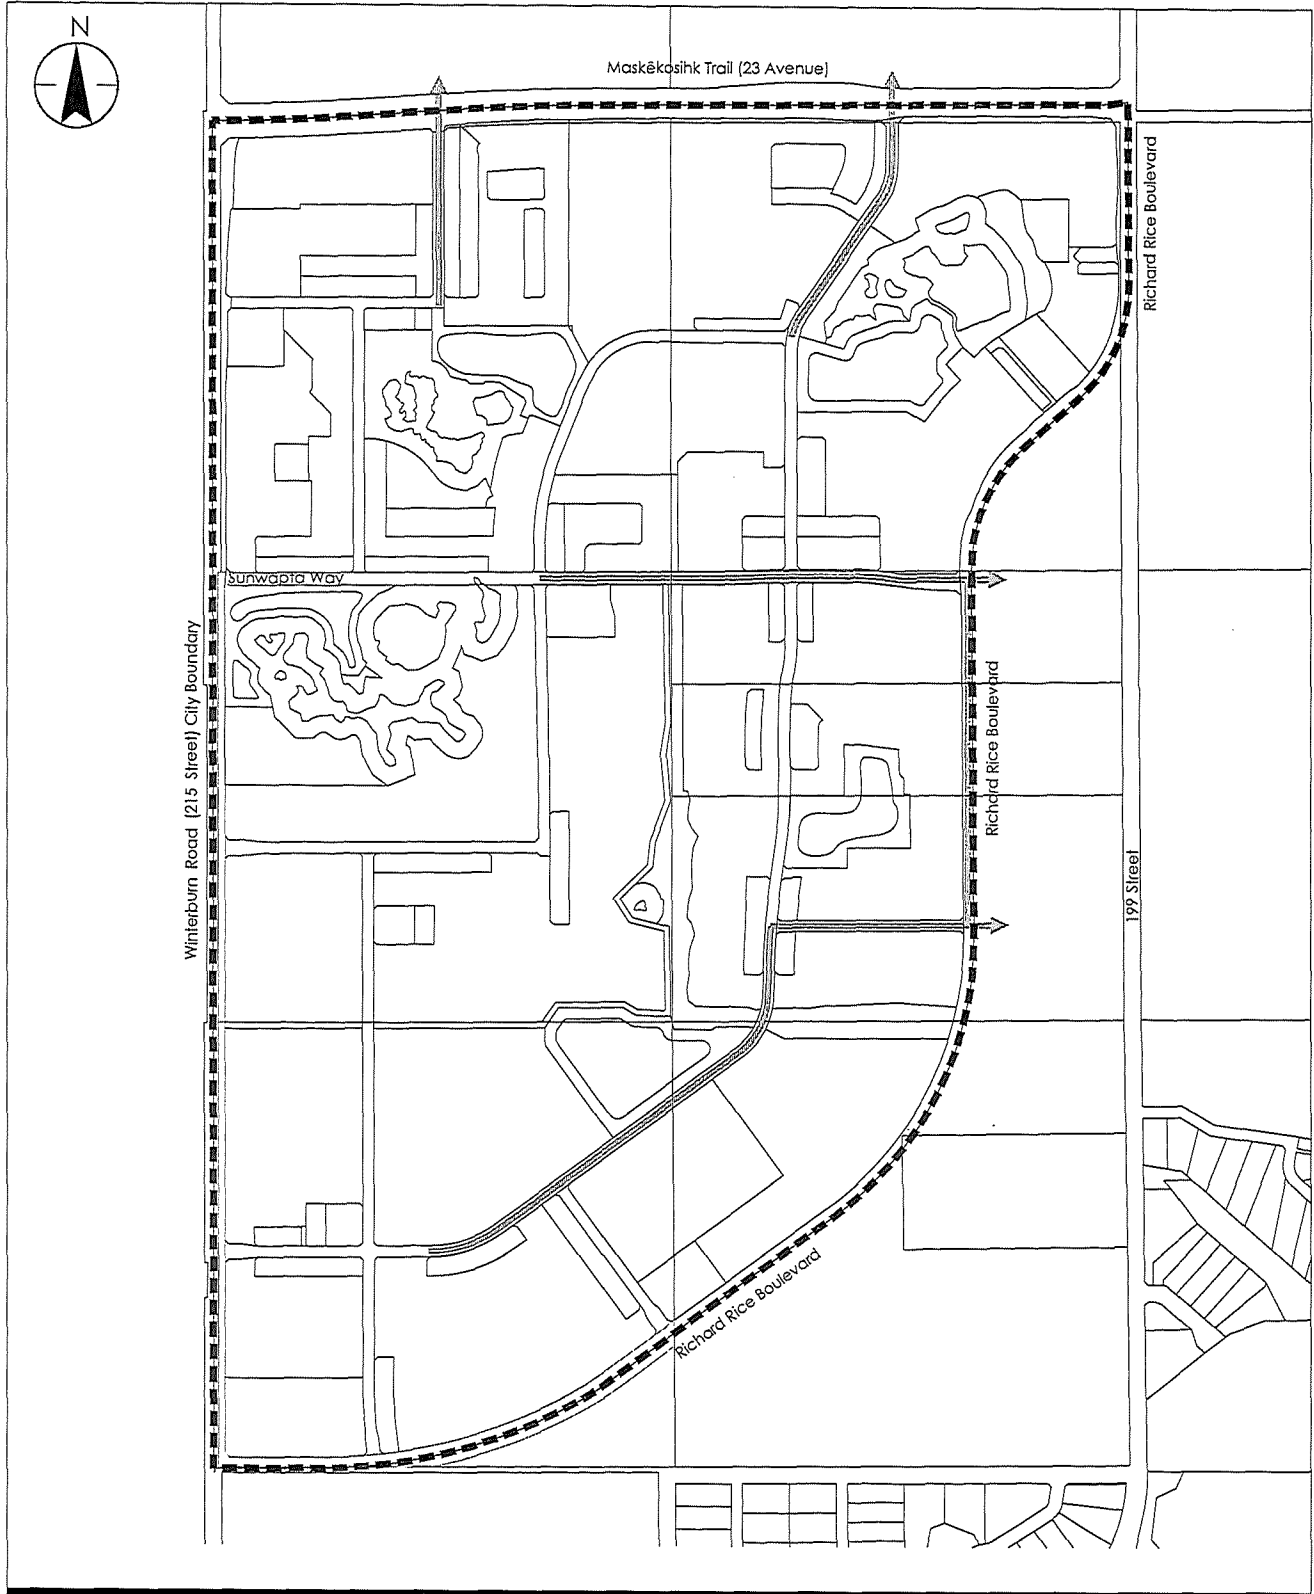 N
Maskêkosihk Trail (23 Avenue)
Richard Rice Boulevard
Sunwapta Way
Winterburn Road (215 Street) City Boundary
Richard Rice Boulevard
199 Street
Richard Rice Boulevard